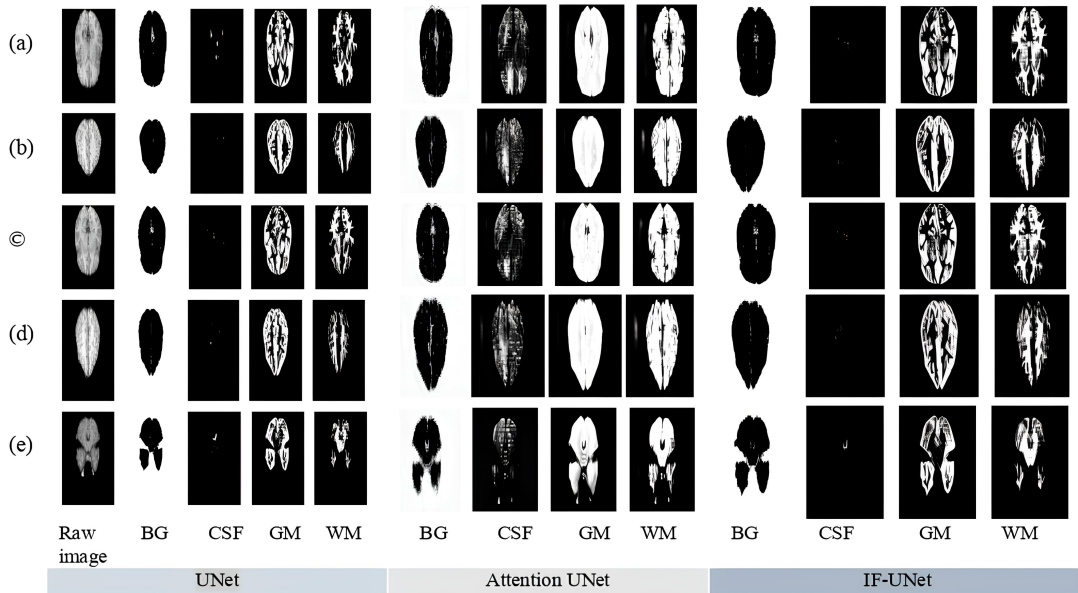 (a)
(b)
©
(d)
(e)
Raw image BG CSF GM WM BG CSF GM WM BG CSF GM WM
UNet Attention UNet IF-UNet